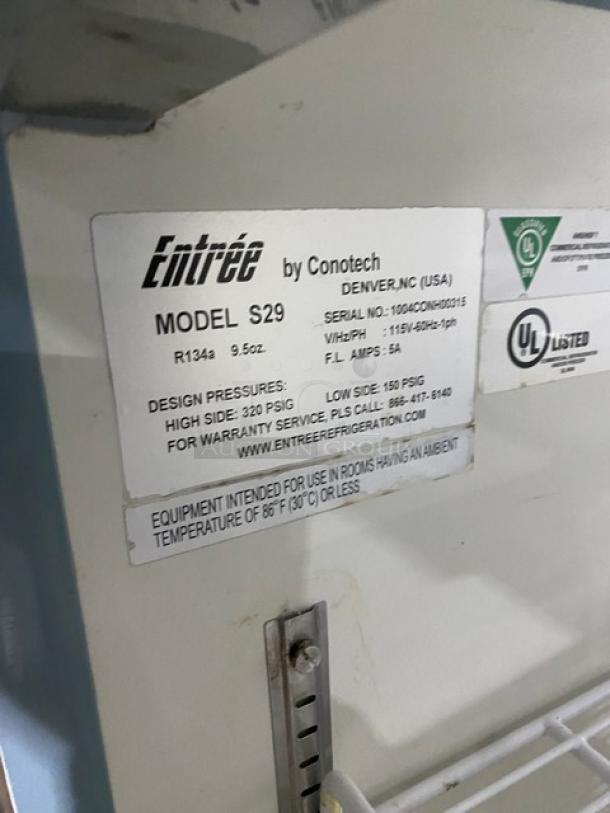 Entrée by Conotech
DENVER,NC (USA)
MODEL S29
SERIAL NO.: 1004CONH00315
R134a 9.5oz.
V/Hz/PH : 115V-60Hz-1ph
F.L. AMPS : 5A
DESIGN PRESSURES:
HIGH SIDE: 320 PSIG LOW SIDE: 150 PSIG
FOR WARRANTY SERVICE, PLS CALL: 866-417-6140
WWW.ENTREEREFRIGERATION.COM
EQUIPMENT INTENDED FOR USE IN ROOMS HAVING AN AMBIENT
TEMPERATURE OF 86°F (30°C) OR LESS
CLASSIFIED
UL
EPH
UL LISTED